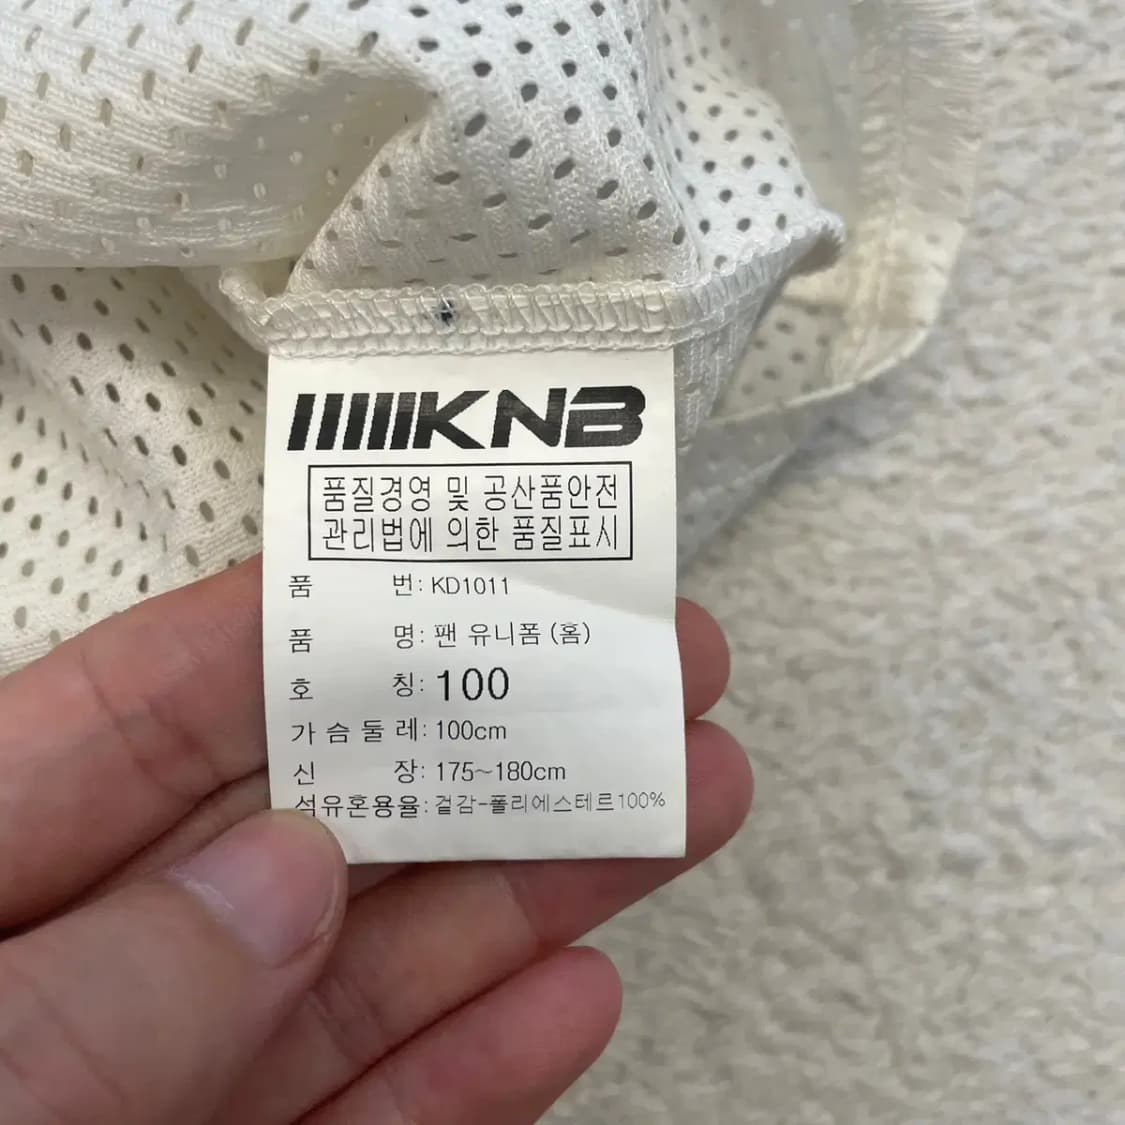 KNB
품질경영 및 공산품안전
관리법에 의한 품질표시
품 번: KD1011
품 명: 팬 유니폼 (홈)
호 칭: 100
가슴둘레: 100cm
신 장: 175~180cm
석유혼용율: 겉감-폴리에스테르100%